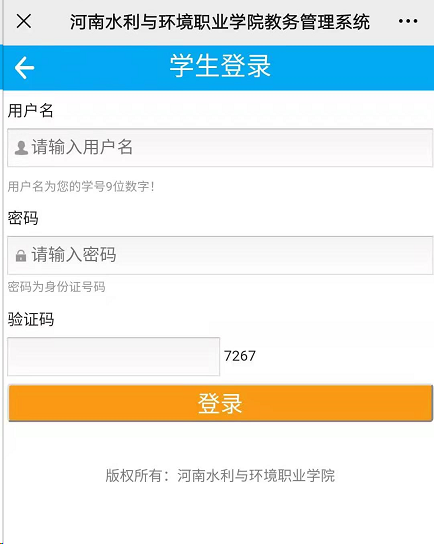 河南水利与环境职业学院教务管理系统
学生登录
用户名
请输入用户名
用户名为您的学号9位数字!
密码
请输入密码
密码为身份证号码
验证码
7267
登录
版权所有：河南水利与环境职业学院